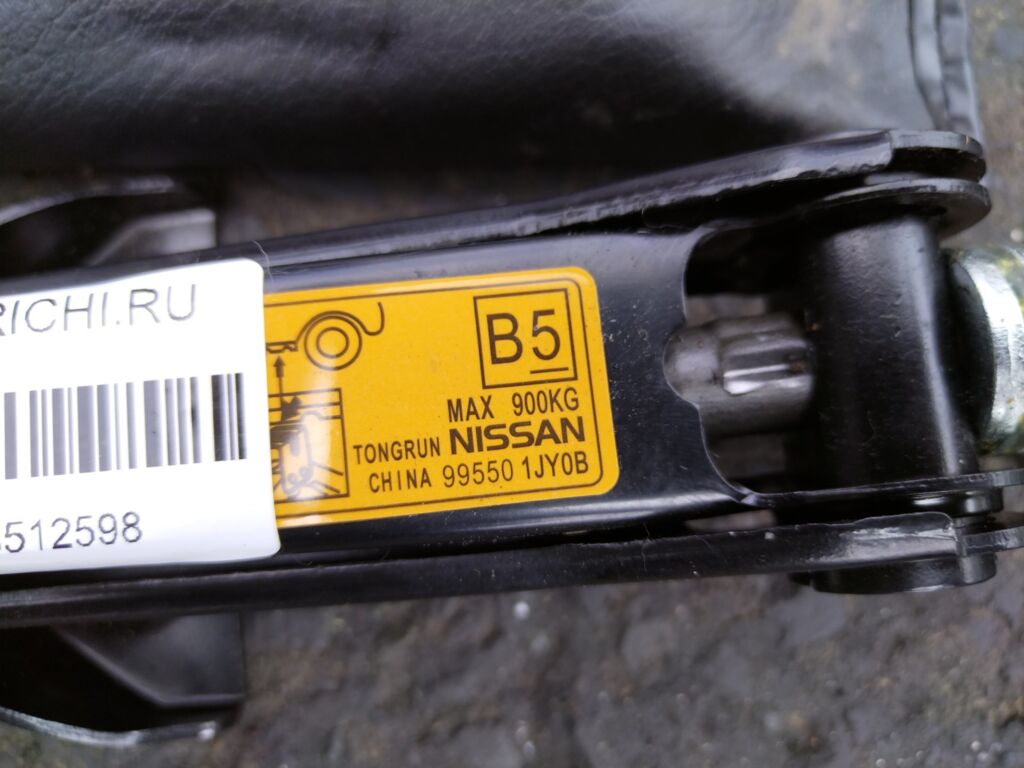 RICHI.RU
512598
B5
MAX 900KG
TONGRUN NISSAN
CHINA 99550 1JY0B